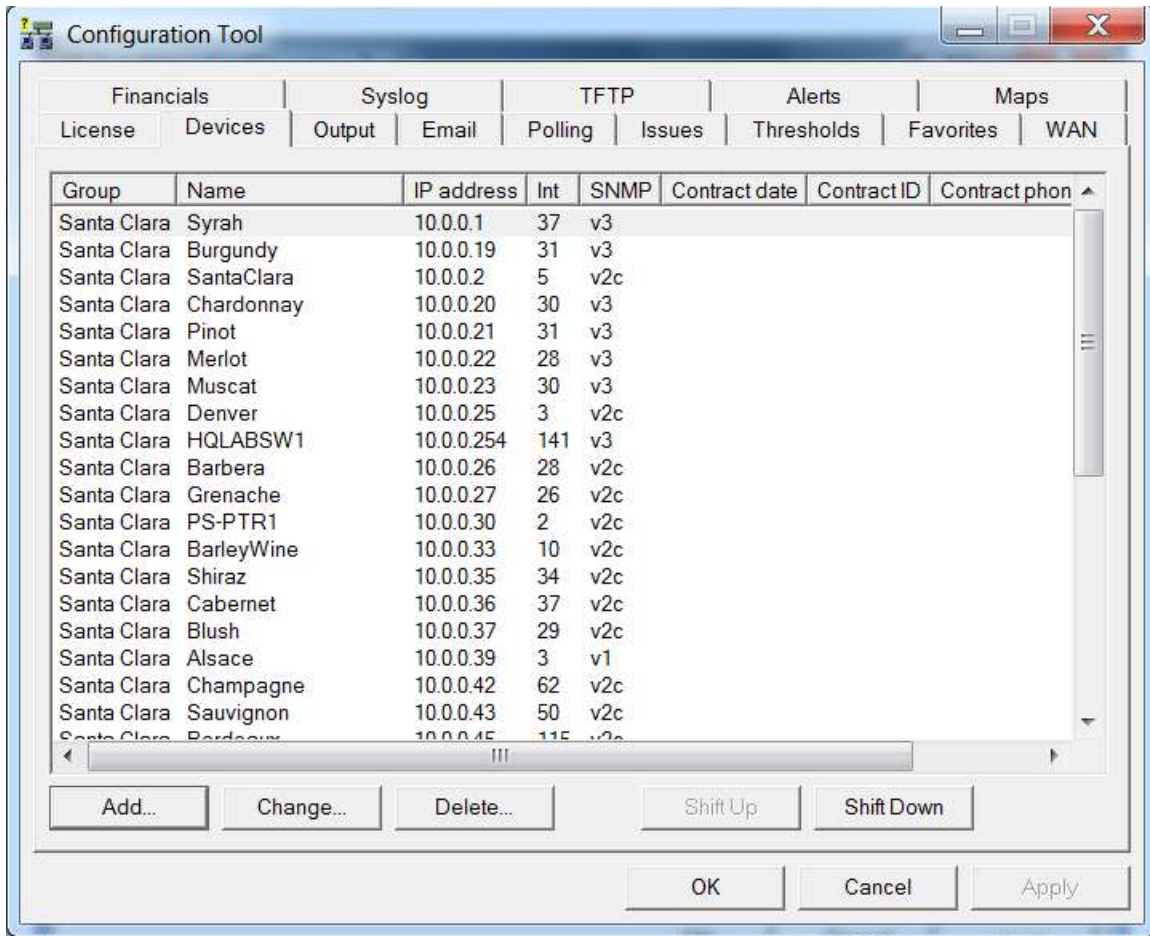 Configuration Tool
Financials Syslog TFTP Alerts Maps
License Devices Output Email Polling Issues Thresholds Favorites WAN
Group Name IP address Int SNMP Contract date Contract ID Contract phon
Santa Clara Syrah 10.0.0.1 37 v3
Santa Clara Burgundy 10.0.0.19 31 v3
Santa Clara SantaClara 10.0.0.2 5 v2c
Santa Clara Chardonnay 10.0.0.20 30 v3
Santa Clara Pinot 10.0.0.21 31 v3
Santa Clara Merlot 10.0.0.22 28 v3
Santa Clara Muscat 10.0.0.23 30 v3
Santa Clara Denver 10.0.0.25 3 v2c
Santa Clara HQLABSW1 10.0.0.254 141 v3
Santa Clara Barbera 10.0.0.26 28 v2c
Santa Clara Grenache 10.0.0.27 26 v2c
Santa Clara PS-PTR1 10.0.0.30 2 v2c
Santa Clara BarleyWine 10.0.0.33 10 v2c
Santa Clara Shiraz 10.0.0.35 34 v2c
Santa Clara Cabernet 10.0.0.36 37 v2c
Santa Clara Blush 10.0.0.37 29 v2c
Santa Clara Alsace 10.0.0.39 3 v1
Santa Clara Champagne 10.0.0.42 62 v2c
Santa Clara Sauvignon 10.0.0.43 50 v2c
Santa Clara Bordeaux 10.0.0.45 115 v2c
Add... Change... Delete... Shift Up Shift Down
OK Cancel Apply